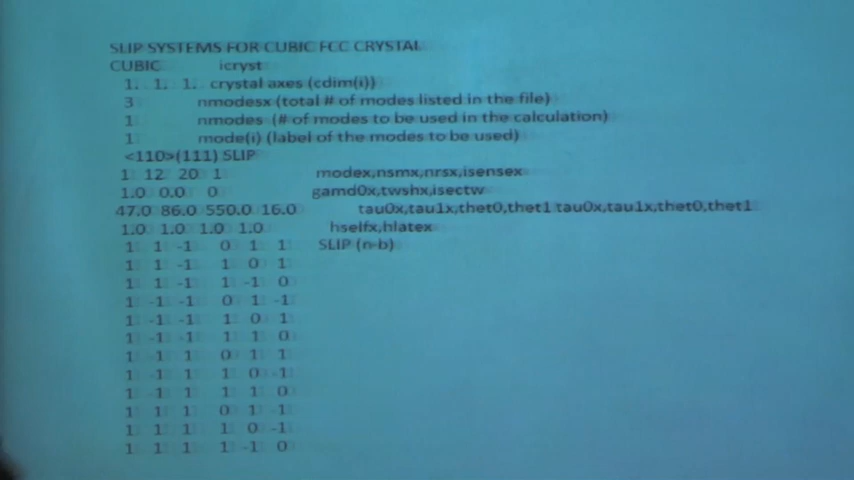 SLIP SYSTEMS FOR CUBIC FCC CRYSTAL
CUBIC icryst
1. 1. 1. crystal axes (cdim(i))
3 nmodesx (total # of modes listed in the file)
1 nmodes (# of modes to be used in the calculation)
1 mode(i) (label of the modes to be used)
<110>(111) SLIP
1 12 20 1 modex,nsmx,nrsx,isensex
1.0 0.0 0 gamd0x,twshx,isectw
47.0 86.0 550.0 16.0 tau0x,tau1x,thet0,thet1 tau0x,tau1x,thet0,thet1
1.0 1.0 1.0 1.0 hselfx,hlatex
1 1 -1 0 1 1 SLIP (n-b)
1 1 -1 1 0 1
1 1 -1 1 -1 0
1 -1 -1 0 1 -1
1 -1 -1 1 0 1
1 -1 -1 1 1 0
1 -1 1 0 1 1
1 -1 1 1 0 -1
1 -1 1 1 1 0
1 1 1 0 1 -1
1 1 1 1 0 -1
1 1 1 1 -1 0